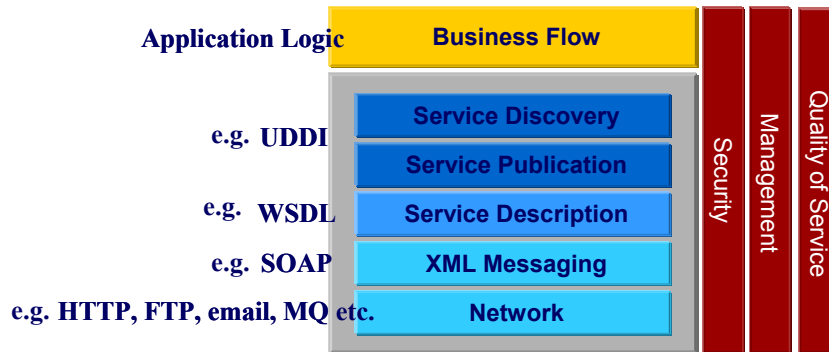 Application Logic Business Flow
Service Discovery
e.g. UDDI
Service Publication
e.g. WSDL Service Description
e.g. SOAP XML Messaging
e.g. HTTP, FTP, email, MQ etc. Network
Security
Management
Quality of Service